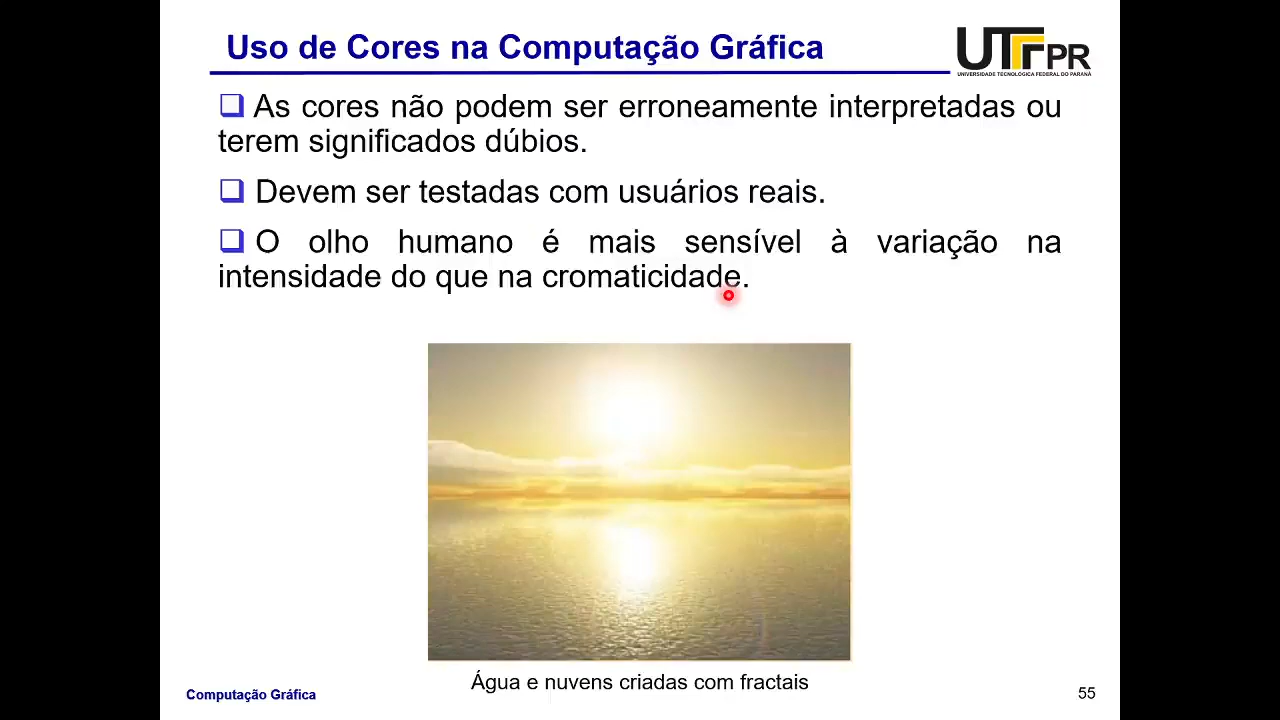 Uso de Cores na Computação Gráfica
UTFPR
UNIVERSIDADE TECNOLÓGICA FEDERAL DO PARANÁ
As cores não podem ser erroneamente interpretadas ou
terem significados dúbios.
Devem ser testadas com usuários reais.
O olho humano é mais sensível à variação na
intensidade do que na cromaticidade.
Água e nuvens criadas com fractais
Computação Gráfica
55